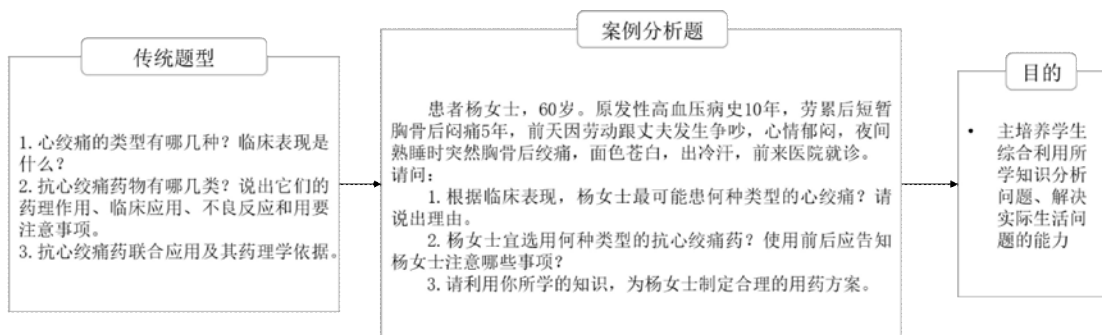 传统题型
1. 心绞痛的类型有哪几种？临床表现是
什么？
2. 抗心绞痛药物有哪几类？说出它们的
药理作用、临床应用、不良反应和用要
注意事项。
3. 抗心绞痛药联合应用及其药理学依据。
案例分析题
患者杨女士，60岁。原发性高血压病史10年，劳累后短暂
胸骨后闷痛5年，前天因劳动跟丈夫发生争吵，心情郁闷，夜间
熟睡时突然胸骨后绞痛，面色苍白，出冷汗，前来医院就诊。
请问：
1. 根据临床表现，杨女士最可能患何种类型的心绞痛？请
说出理由。
2. 杨女士宜选用何种类型的抗心绞痛药？使用前后应告知
杨女士注意哪些事项？
3. 请利用你所学的知识，为杨女士制定合理的用药方案。
目的
• 主培养学生
综合利用所
学知识分析
问题、解决
实际生活问
题的能力